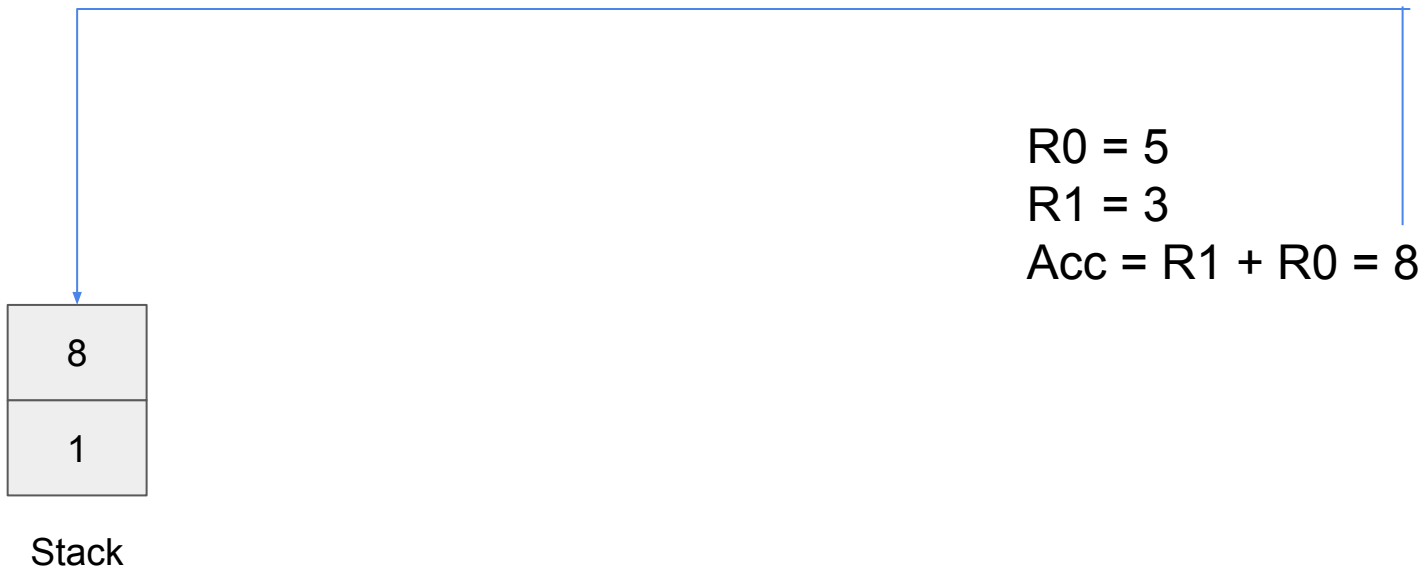 R0 = 5
R1 = 3
Acc = R1 + R0 = 8
8
1
Stack